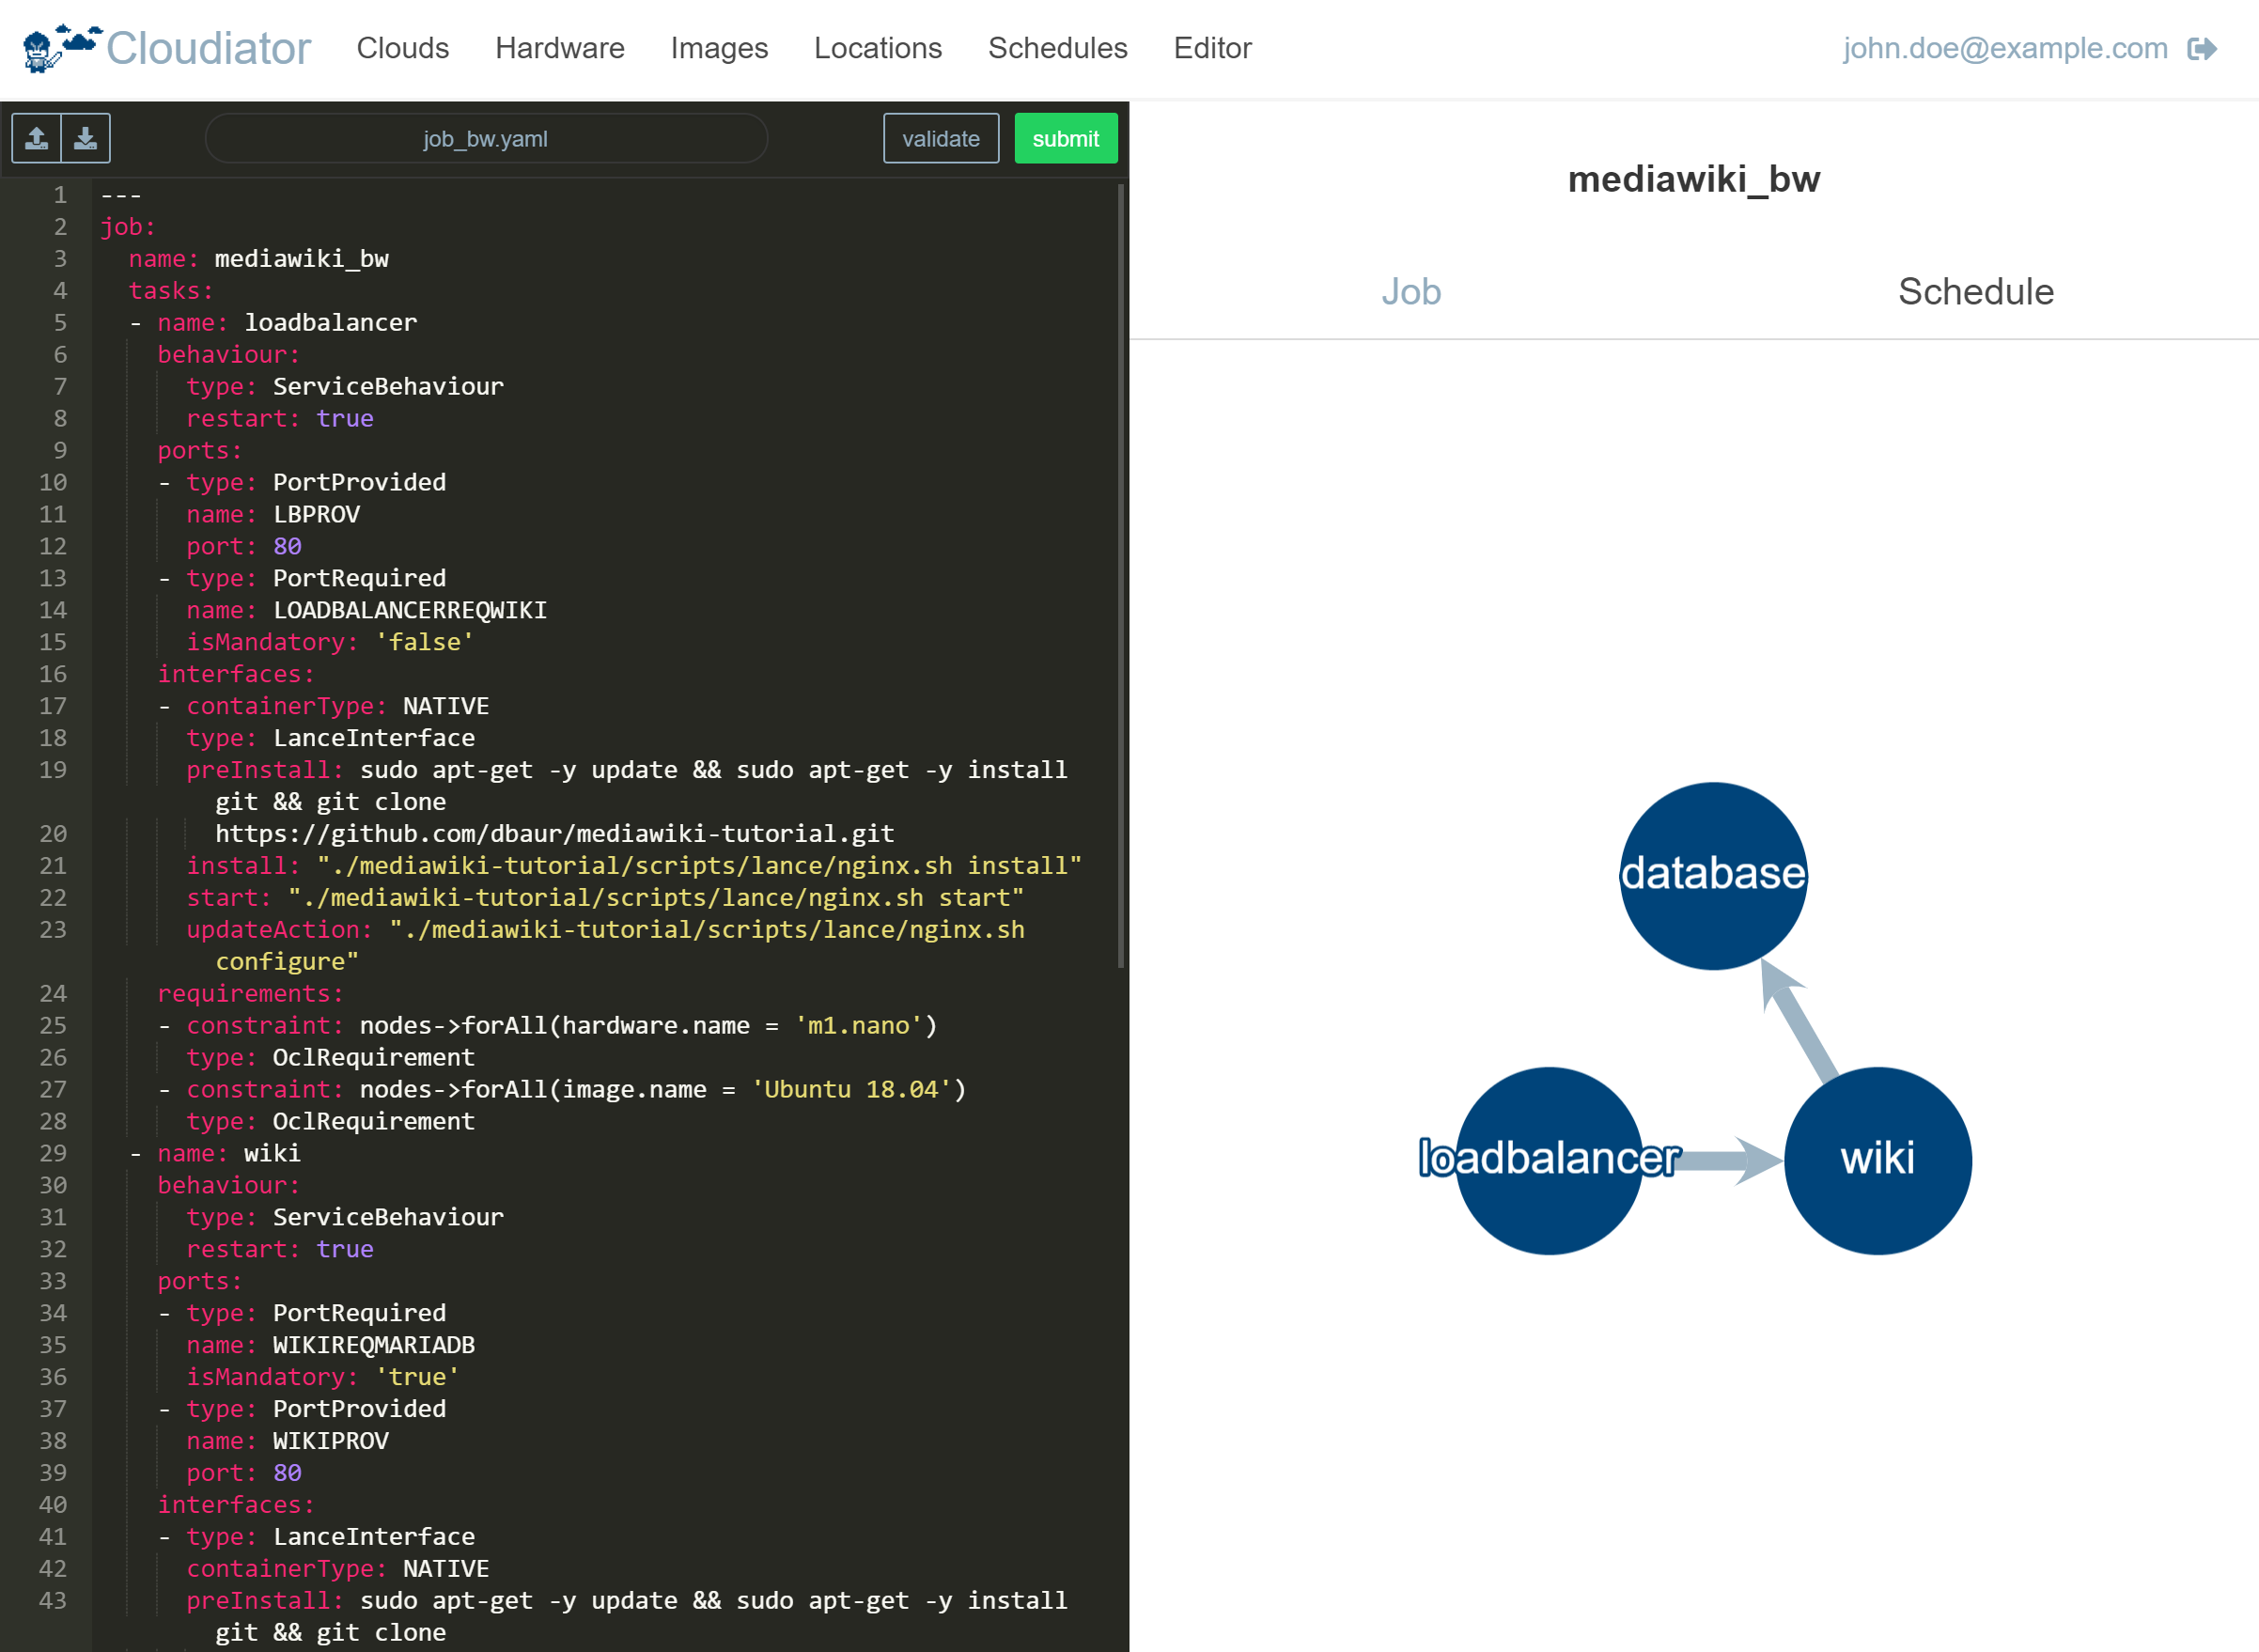 Cloudiator Clouds Hardware Images Locations Schedules Editor john.doe@example.com
job_bw.yaml validate submit
1 ---
2 job:
3   name: mediawiki_bw
4   tasks:
5   - name: loadbalancer
6     behaviour:
7       type: ServiceBehaviour
8       restart: true
9     ports:
10     - type: PortProvided
11       name: LBPROV
12       port: 80
13     - type: PortRequired
14       name: LOADBALANCERREQWIKI
15       isMandatory: 'false'
16     interfaces:
17     - containerType: NATIVE
18       type: LanceInterface
19       preInstall: sudo apt-get -y update && sudo apt-get -y install
git && git clone
20         https://github.com/dbaur/mediawiki-tutorial.git
21       install: "./mediawiki-tutorial/scripts/lance/nginx.sh install"
22       start: "./mediawiki-tutorial/scripts/lance/nginx.sh start"
23       updateAction: "./mediawiki-tutorial/scripts/lance/nginx.sh
configure"
24     requirements:
25     - constraint: nodes->forAll(hardware.name = 'm1.nano')
26       type: OclRequirement
27     - constraint: nodes->forAll(image.name = 'Ubuntu 18.04')
28       type: OclRequirement
29   - name: wiki
30     behaviour:
31       type: ServiceBehaviour
32       restart: true
33     ports:
34     - type: PortRequired
35       name: WIKIREQMARIADB
36       isMandatory: 'true'
37     - type: PortProvided
38       name: WIKIPROV
39       port: 80
40     interfaces:
41     - type: LanceInterface
42       containerType: NATIVE
43       preInstall: sudo apt-get -y update && sudo apt-get -y install
git && git clone
mediawiki_bw
Job Schedule
database
loadbalancer wiki